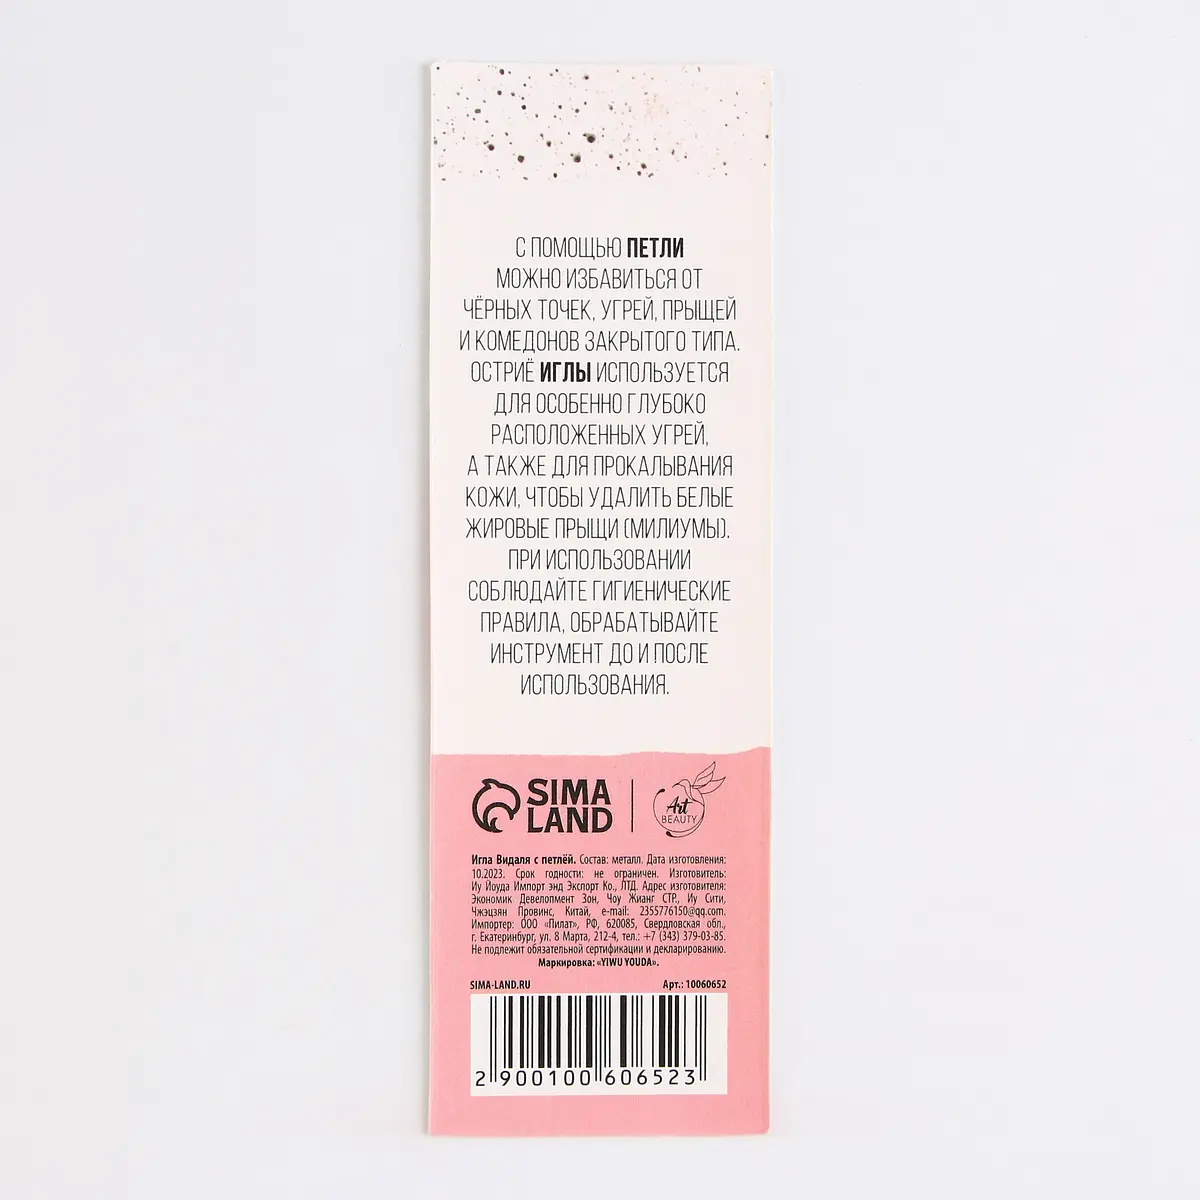 С ПОМОЩЬЮ ПЕТЛИ
МОЖНО ИЗБАВИТЬСЯ ОТ
ЧЁРНЫХ ТОЧЕК, УГРЕЙ, ПРЫЩЕЙ
И КОМЕДОНОВ ЗАКРЫТОГО ТИПА.
ОСТРИЁ ИГЛЫ ИСПОЛЬЗУЕТСЯ
ДЛЯ ОСОБЕННО ГЛУБОКО
РАСПОЛОЖЕННЫХ УГРЕЙ,
А ТАКЖЕ ДЛЯ ПРОКАЛЫВАНИЯ
КОЖИ, ЧТОБЫ УДАЛИТЬ БЕЛЫЕ
ЖИРОВЫЕ ПРЫЩИ (МИЛИУМЫ).
ПРИ ИСПОЛЬЗОВАНИИ
СОБЛЮДАЙТЕ ГИГИЕНИЧЕСКИЕ
ПРАВИЛА, ОБРАБАТЫВАЙТЕ
ИНСТРУМЕНТ ДО И ПОСЛЕ
ИСПОЛЬЗОВАНИЯ.
SIMA
LAND
Art
BEAUTY
Игла Видаля с петлёй. Состав: металл. Дата изготовления:
10.2023. Срок годности: не ограничен. Изготовитель:
Иу Йоуда Импорт энд Экспорт Ко., ЛТД. Адрес изготовителя:
Экономик Девелопмент Зон, Чоу Жианг СТР., Иу Сити,
Чжэцзян Провинс, Китай, e-mail: 2355776150@qq.com.
Импортер: ООО «Пилат», РФ, 620085, Свердловская обл.,
г. Екатеринбург, ул. 8 Марта, 212-4, тел.: +7 (343) 379-03-85.
Не подлежит обязательной сертификации и декларированию.
Маркировка: «YIWU YOUDA».
SIMA-LAND.RU Арт.: 10060652
2 900100 606523